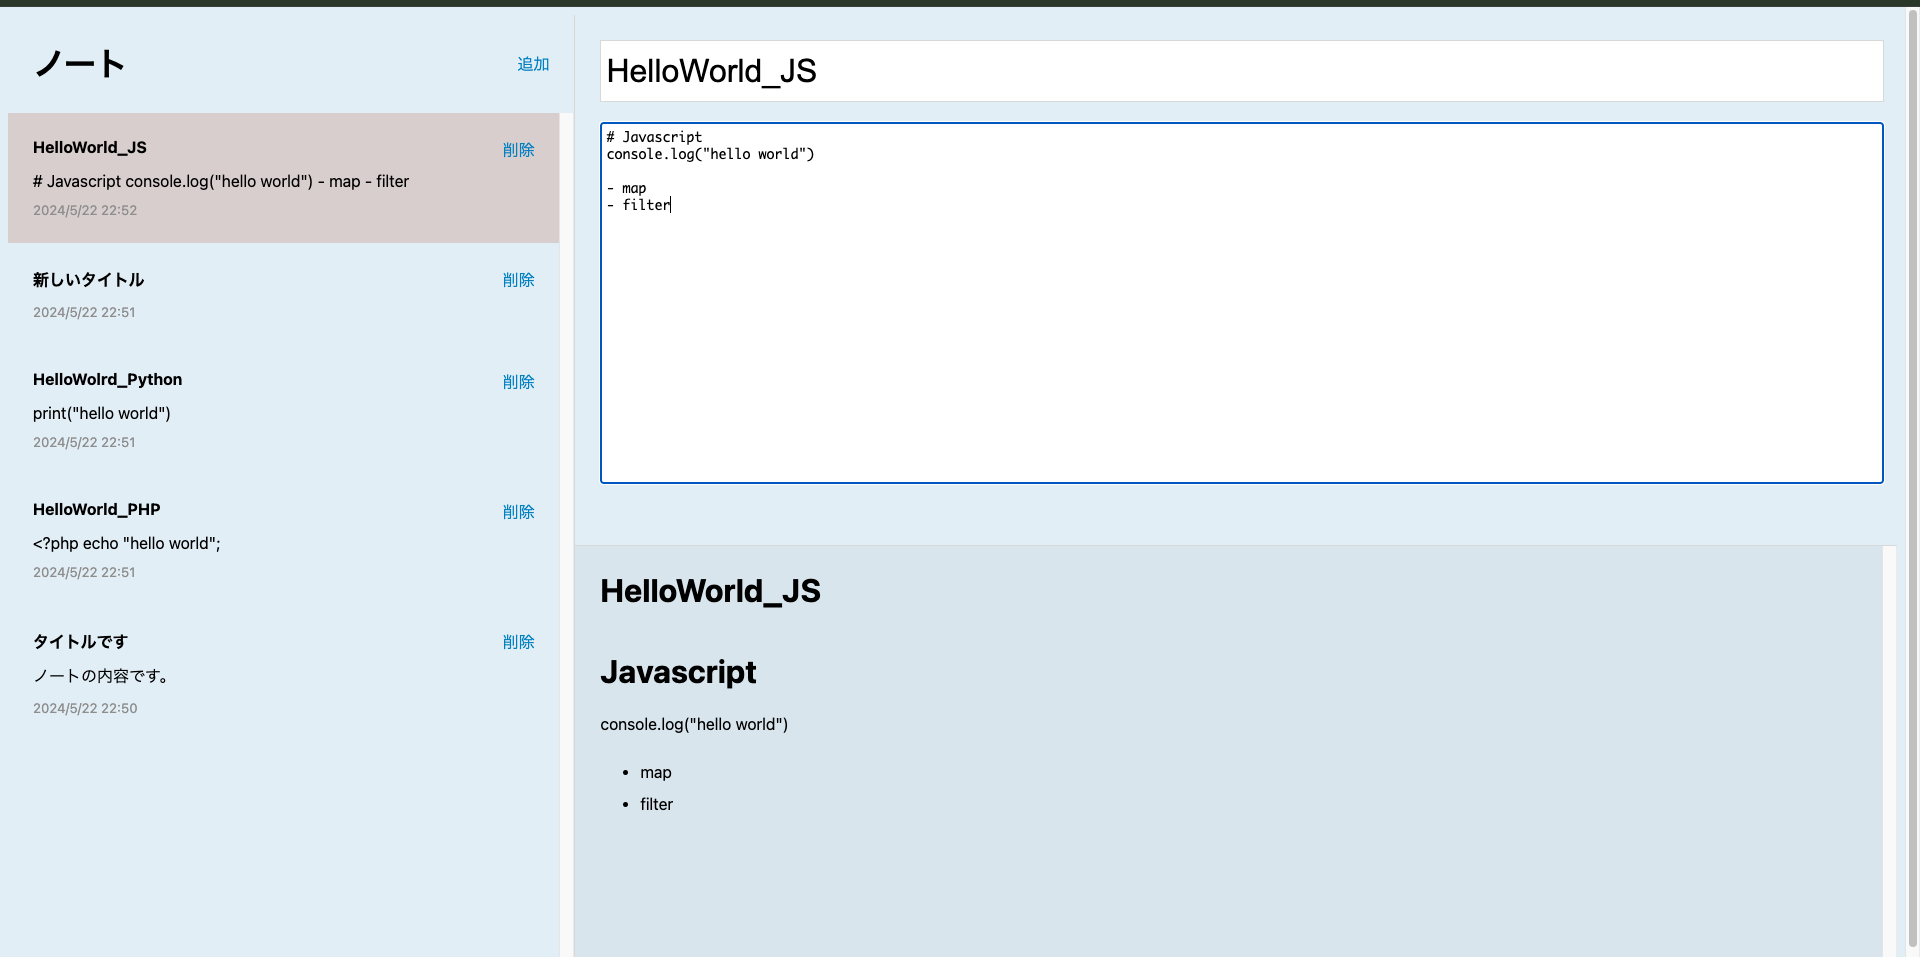 ノート
追加
HelloWorld_JS
削除
# Javascript console.log("hello world") - map - filter
2024/5/22 22:52
新しいタイトル
削除
2024/5/22 22:51
HelloWolrd_Python
削除
print("hello world")
2024/5/22 22:51
HelloWorld_PHP
削除
<?php echo "hello world";
2024/5/22 22:51
タイトルです
削除
ノートの内容です。
2024/5/22 22:50
HelloWorld_JS
# Javascript
console.log("hello world")
- map
- filter
HelloWorld_JS
Javascript
console.log("hello world")
• map
• filter